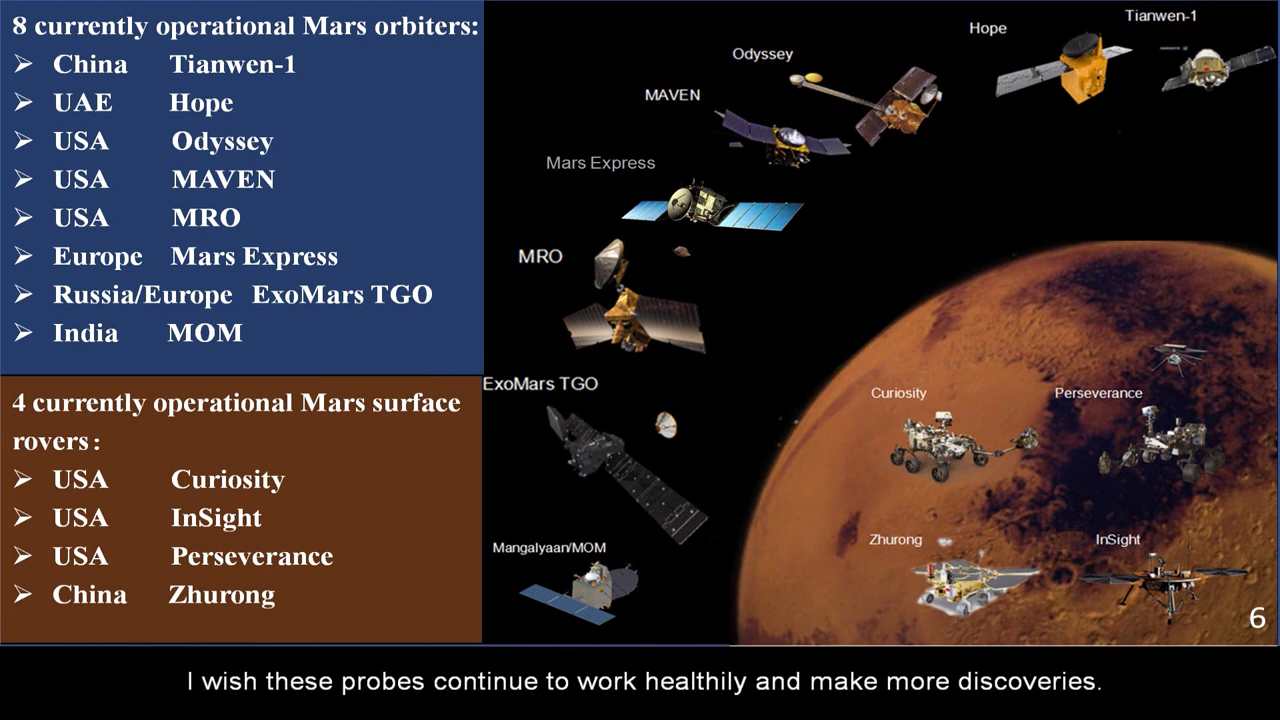 8 currently operational Mars orbiters:
➢ China Tianwen-1
➢ UAE Hope
➢ USA Odyssey
➢ USA MAVEN
➢ USA MRO
➢ Europe Mars Express
➢ Russia/Europe ExoMars TGO
➢ India MOM
4 currently operational Mars surface
rovers:
➢ USA Curiosity
➢ USA InSight
➢ USA Perseverance
➢ China Zhurong
Tianwen-1
Hope
Odyssey
MAVEN
Mars Express
MRO
ExoMars TGO
Mangalyaan/MOM
Curiosity
Perseverance
Zhurong
InSight
6
I wish these probes continue to work healthily and make more discoveries.